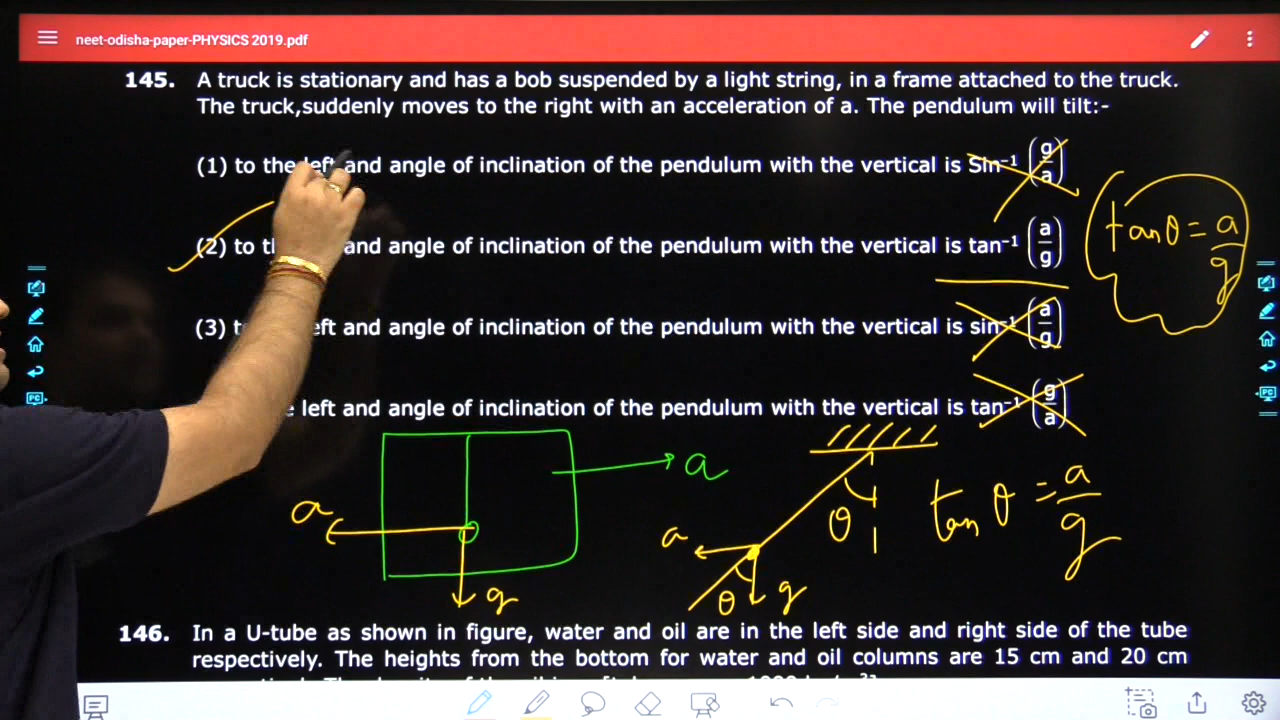 neet-odisha-paper-PHYSICS 2019.pdf
145. A truck is stationary and has a bob suspended by a light string, in a frame attached to the truck.
The truck,suddenly moves to the right with an acceleration of a. The pendulum will tilt:-
(1) to the left and angle of inclination of the pendulum with the vertical is Sin⁻¹ (g/a)
(2) to and angle of inclination of the pendulum with the vertical is tan⁻¹ (a/g)
tanθ = a/g
(3) left and angle of inclination of the pendulum with the vertical is sin⁻¹ (a/g)
left and angle of inclination of the pendulum with the vertical is tan⁻¹ (g/a)
a
a
g
θ
a
θ
g
tan θ = a/g
146. In a U-tube as shown in figure, water and oil are in the left side and right side of the tube
respectively. The heights from the bottom for water and oil columns are 15 cm and 20 cm